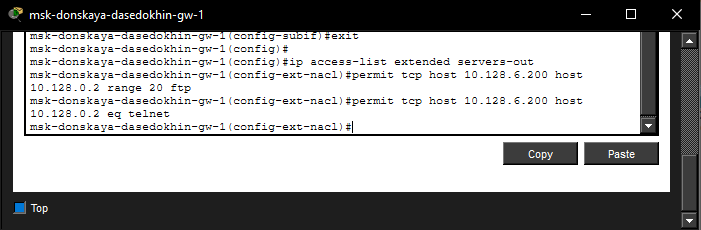 msk-donskaya-dasedokhin-gw-1
msk-donskaya-dasedokhin-gw-1(config-subif)#exit
msk-donskaya-dasedokhin-gw-1(config)#
msk-donskaya-dasedokhin-gw-1(config)#ip access-list extended servers-out
msk-donskaya-dasedokhin-gw-1(config-ext-nacl)#permit tcp host 10.128.6.200 host
10.128.0.2 range 20 ftp
msk-donskaya-dasedokhin-gw-1(config-ext-nacl)#permit tcp host 10.128.6.200 host
10.128.0.2 eq telnet
msk-donskaya-dasedokhin-gw-1(config-ext-nacl)#
Copy Paste
Top